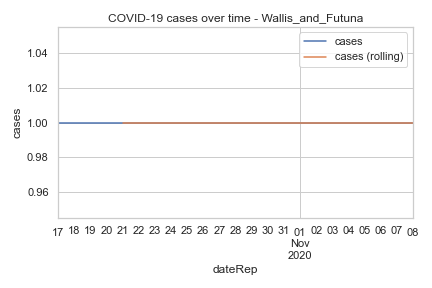 COVID-19 cases over time - Wallis_and_Futuna
cases
cases (rolling)
1.04
1.02
1.00
0.98
0.96
cases
17 18 19 20 21 22 23 24 25 26 27 28 29 30 31 01 02 03 04 05 06 07 08
Nov
2020
dateRep